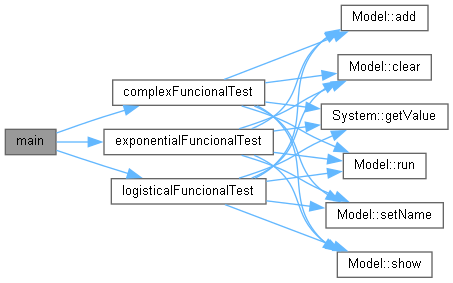 main
complexFuncionalTest
exponentialFuncionalTest
logisticalFuncionalTest
Model::add
Model::clear
System::getValue
Model::run
Model::setName
Model::show